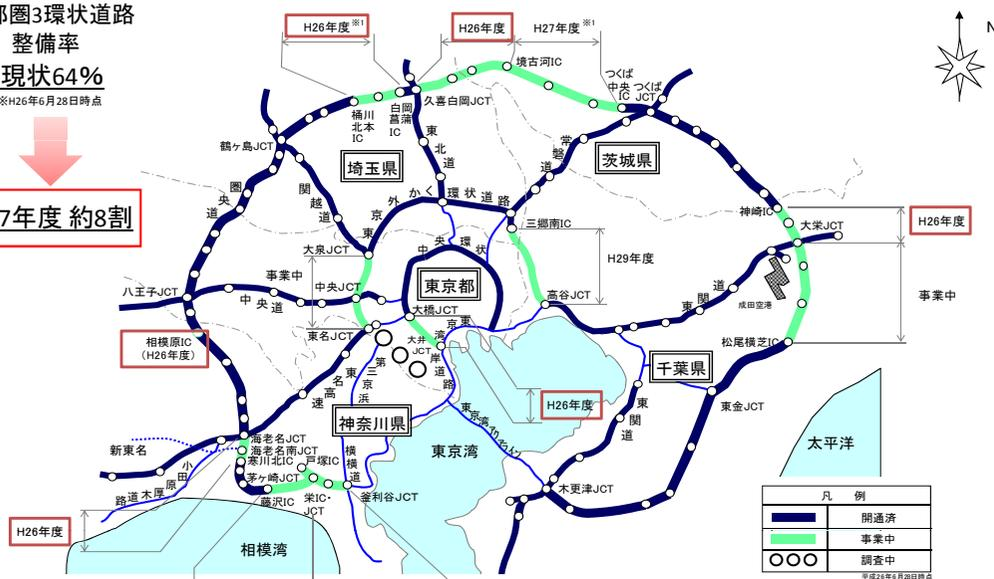 部圏3環状道路
整備率
現状64%
※H26年6月28日時点
7年度 約8割
H26年度※1
H26年度
H27年度※1
N
境古河IC
つくば
中央
IC
つくば
JCT
桶川
北本
IC
白岡
菖蒲
IC
久喜白岡JCT
東北道
常磐道
鶴ヶ島JCT
埼玉県
茨城県
圏央道
関越道
東京外かく環状道路
三郷南IC
神崎IC
大栄JCT
H26年度
大泉JCT
中央環状
H29年度
事業中
中央JCT
東京都
八王子JCT
中央道
大橋JCT
高谷JCT
東関道
成田空港
事業中
相模原IC
(H26年度)
東名JCT
大井
JCT
東京湾岸道路
松尾横芝IC
千葉県
東名高速
第三京浜
H26年度
東関道
東金JCT
神奈川県
東京湾アクアライン
東京湾
太平洋
新東名
海老名JCT
海老名南JCT
寒川北IC
戸塚IC
横横道
小田原厚木道路
茅ヶ崎JCT
藤沢IC
栄IC・
JCT
釜利谷JCT
木更津JCT
H26年度
相模湾
凡 例
開通済
事業中
調査中
※平成26年6月28日時点